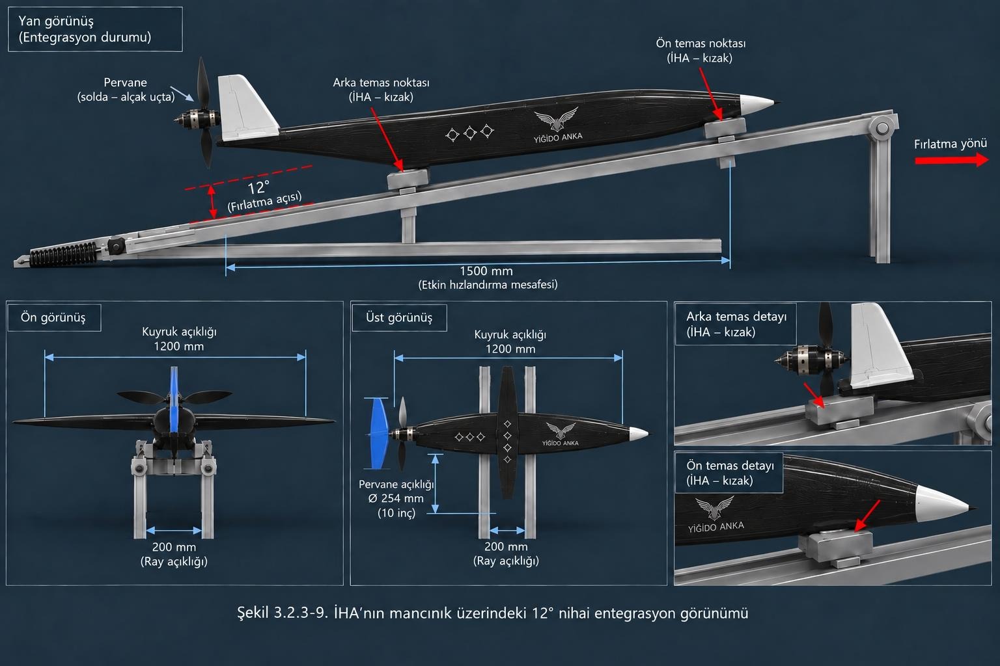 Yan görünüş
(Entegrasyon durumu)
Pervane
(solda – alçak uçta)
Arka temas noktası
(İHA – kızak)
Ön temas noktası
(İHA – kızak)
YİĞİDO ANKA
Fırlatma yönü
12°
(Fırlatma açısı)
1500 mm
(Etkin hızlandırma mesafesi)
Ön görünüş
Kuyruk açıklığı
1200 mm
200 mm
(Ray açıklığı)
Üst görünüş
Kuyruk açıklığı
1200 mm
YİĞİDO ANKA
Pervane açıklığı
Ø 254 mm
(10 inç)
200 mm
(Ray açıklığı)
Arka temas detayı
(İHA – kızak)
Ön temas detayı
(İHA – kızak)
YİĞİDO ANKA
Şekil 3.2.3-9. İHA’nın mancınık üzerindeki 12° nihai entegrasyon görünümü